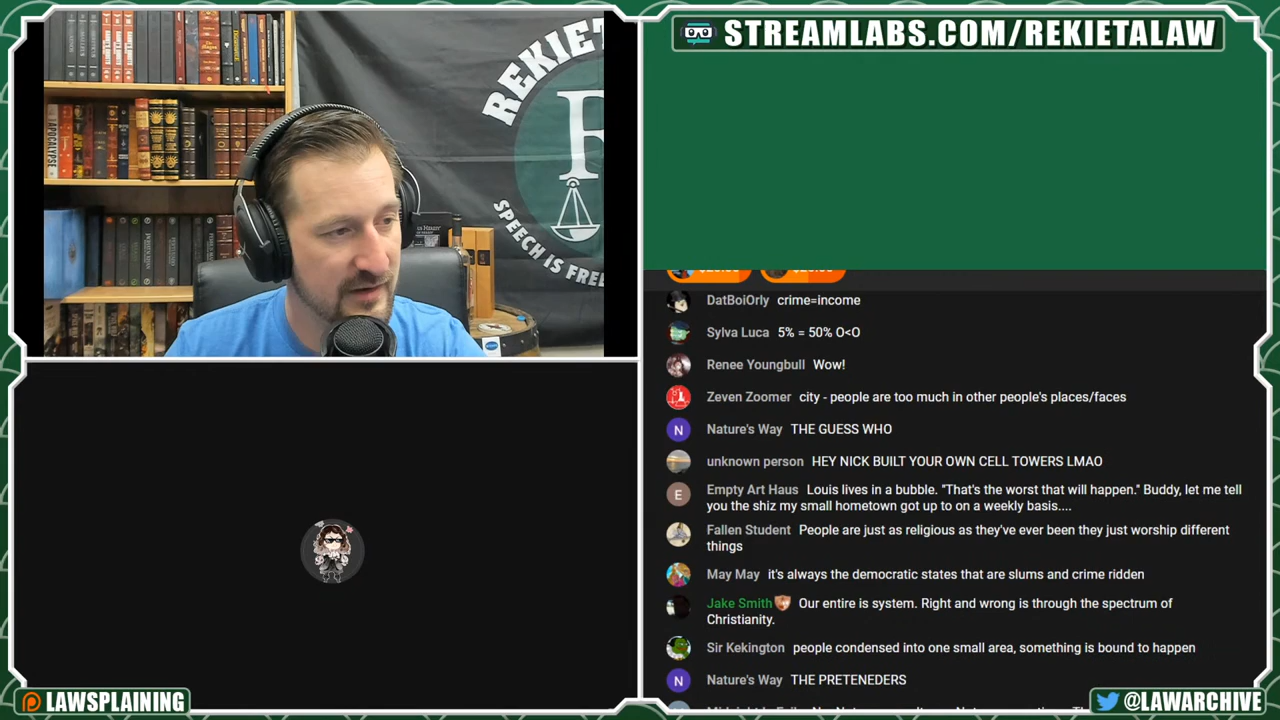 STREAMLABS.COM/REKIETALAW
REKIET
R
SPEECH IS FREE
APOCALYPSE
DatBoiOrly crime=income
Sylva Luca 5% = 50% O<O
Renee Youngbull Wow!
Zeven Zoomer city - people are too much in other people's places/faces
Nature's Way THE GUESS WHO
unknown person HEY NICK BUILT YOUR OWN CELL TOWERS LMAO
Empty Art Haus Louis lives in a bubble. "That's the worst that will happen." Buddy, let me tell
you the shiz my small hometown got up to on a weekly basis....
Fallen Student People are just as religious as they've ever been they just worship different
things
May May it's always the democratic states that are slums and crime ridden
Jake Smith Our entire is system. Right and wrong is through the spectrum of
Christianity.
Sir Kekington people condensed into one small area, something is bound to happen
N Nature's Way THE PRETENEDERS
LAWSPLAINING
@LAWARCHIVE